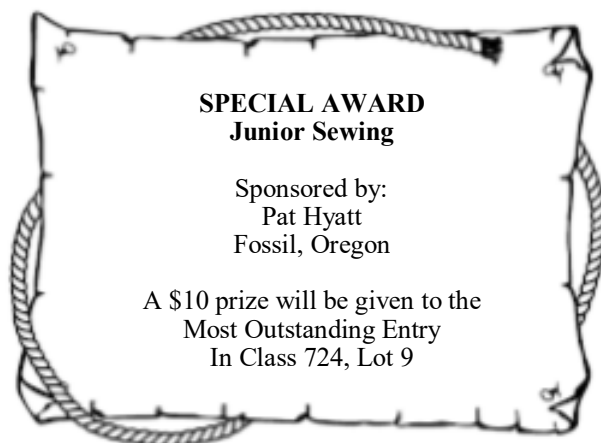 SPECIAL AWARD
Junior Sewing
Sponsored by:
Pat Hyatt
Fossil, Oregon
A $10 prize will be given to the
Most Outstanding Entry
In Class 724, Lot 9